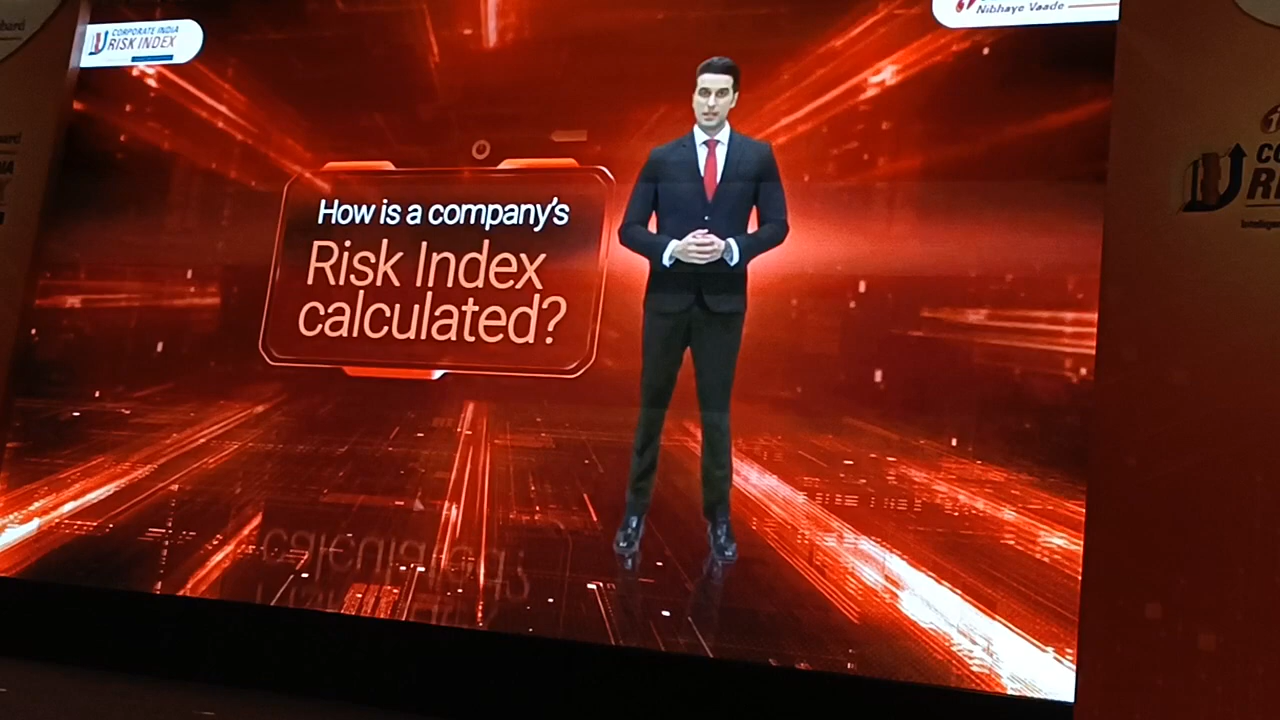 CORPORATE INDIA
RISK INDEX
Nibhaye Vaade
How is a company's
Risk Index
calculated?